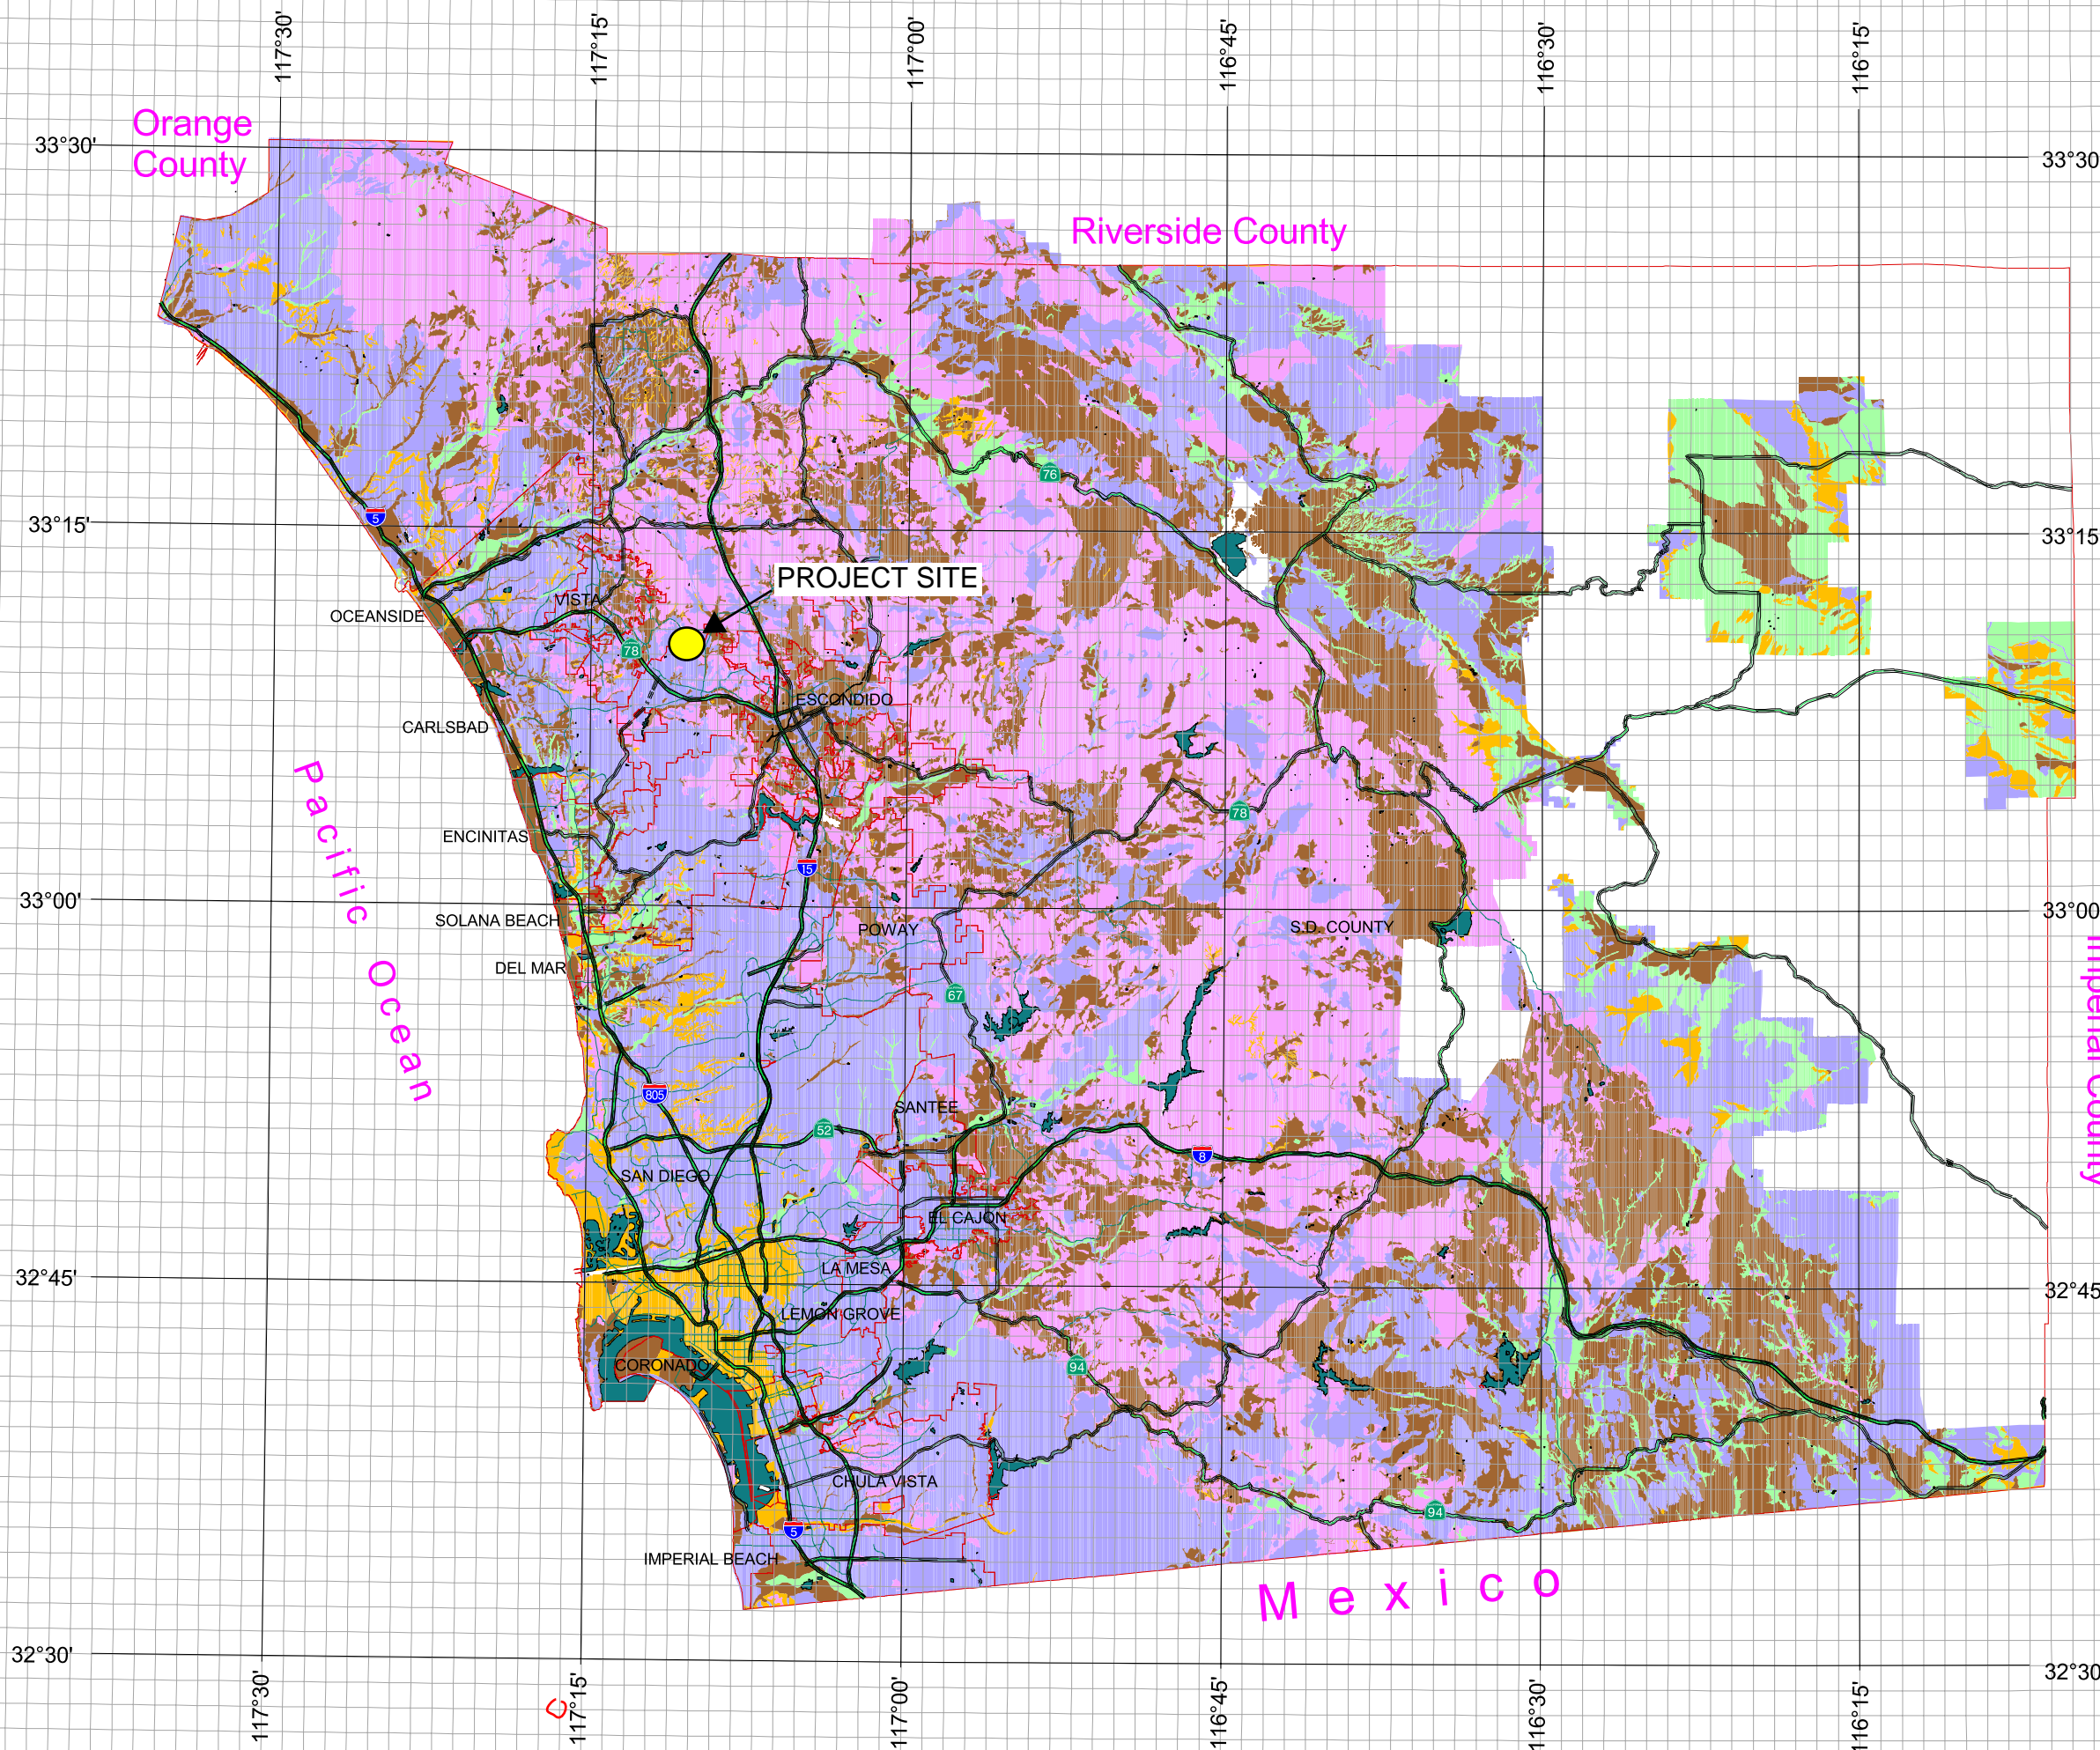 117°30'
117°15'
117°00'
116°45'
116°30'
116°15'
Orange
County
33°30'
33°30
Riverside County
76
5
33°15'
33°15
PROJECT SITE
VISTA
OCEANSIDE
78
ESCONDIDO
CARLSBAD
Pacific Ocean
78
ENCINITAS
15
33°00'
33°00
SOLANA BEACH
POWAY
S.D. COUNTY
DEL MAR
67
Imperial County
805
SANTEE
52
8
SAN DIEGO
EL CAJON
LA MESA
32°45'
32°45
LEMON GROVE
CORONADO
94
CHULA VISTA
94
5
IMPERIAL BEACH
Mexico
32°30'
32°30
C
117°30'
117°15'
117°00'
116°45'
116°30'
116°15'